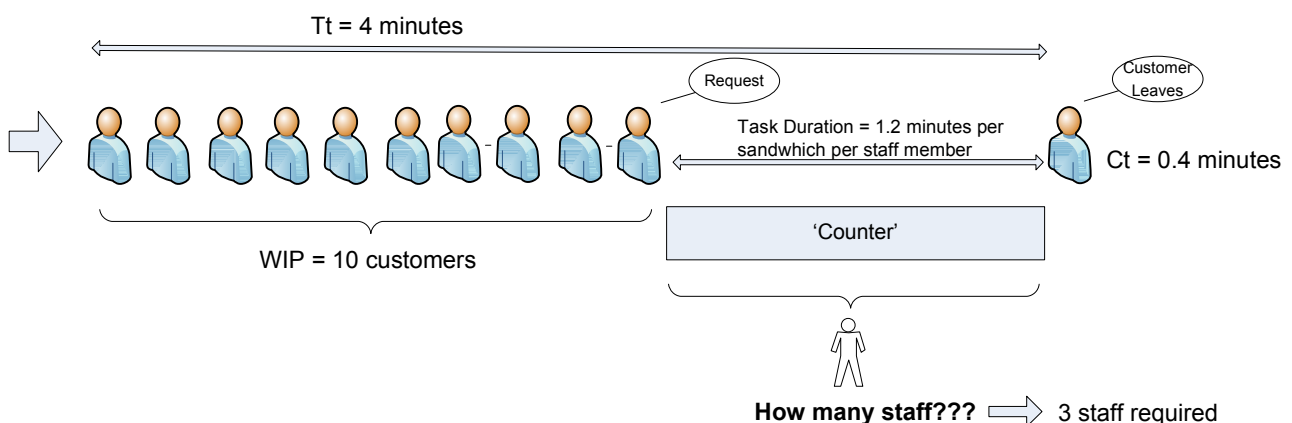 Tt = 4 minutes
Request
Customer
Leaves
Task Duration = 1.2 minutes per
sandwhich per staff member
Ct = 0.4 minutes
'Counter'
WIP = 10 customers
How many staff??? 3 staff required